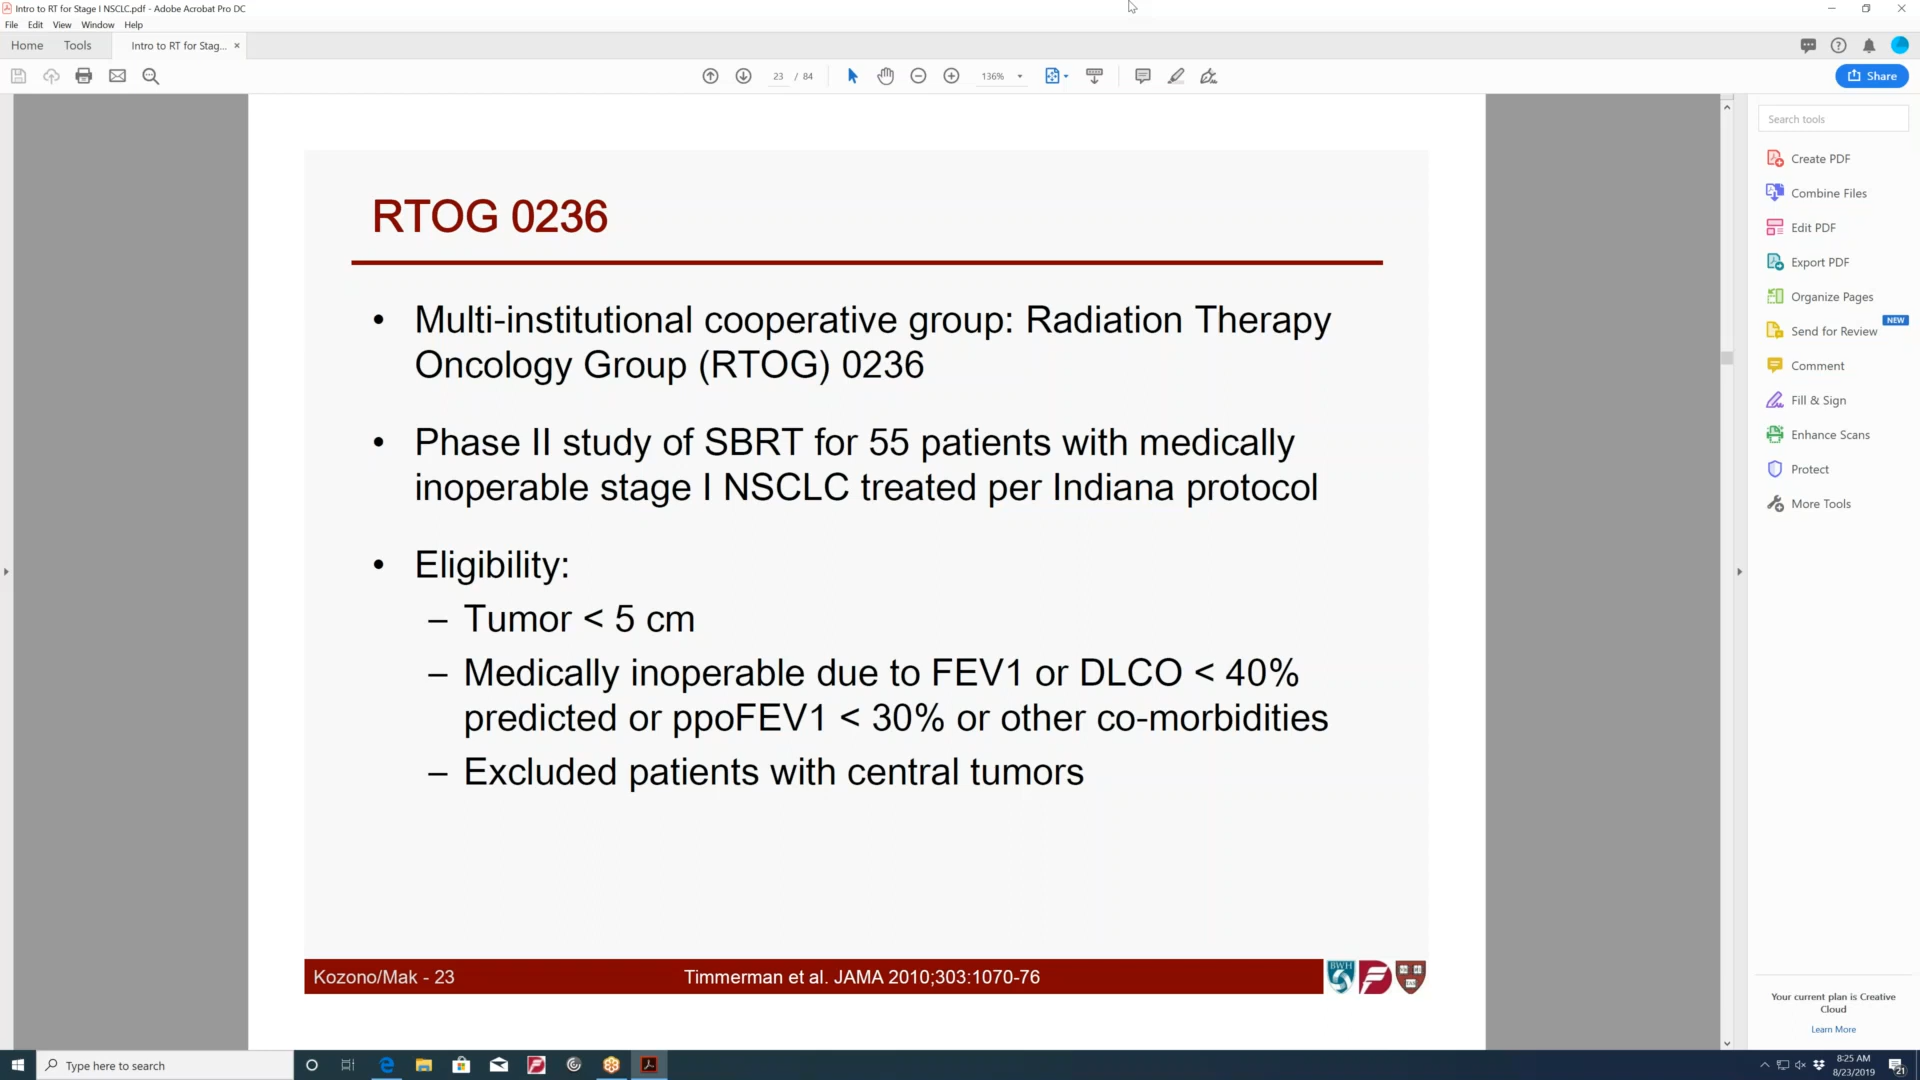 Intro to RT for Stage I NSCLC.pdf - Adobe Acrobat Pro DC
File Edit View Window Help
Home Tools Intro to RT for Stag... ×
23 / 84 136% Share
Search tools
Create PDF
Combine Files
Edit PDF
Export PDF
Organize Pages
Send for Review NEW
Comment
Fill & Sign
Enhance Scans
Protect
More Tools
RTOG 0236
• Multi-institutional cooperative group: Radiation Therapy
Oncology Group (RTOG) 0236
• Phase II study of SBRT for 55 patients with medically
inoperable stage I NSCLC treated per Indiana protocol
• Eligibility:
– Tumor < 5 cm
– Medically inoperable due to FEV1 or DLCO < 40%
predicted or ppoFEV1 < 30% or other co-morbidities
– Excluded patients with central tumors
Kozono/Mak - 23 Timmerman et al. JAMA 2010;303:1070-76 BWH
Your current plan is Creative
Cloud
Learn More
Type here to search
8:25 AM
8/23/2019
21